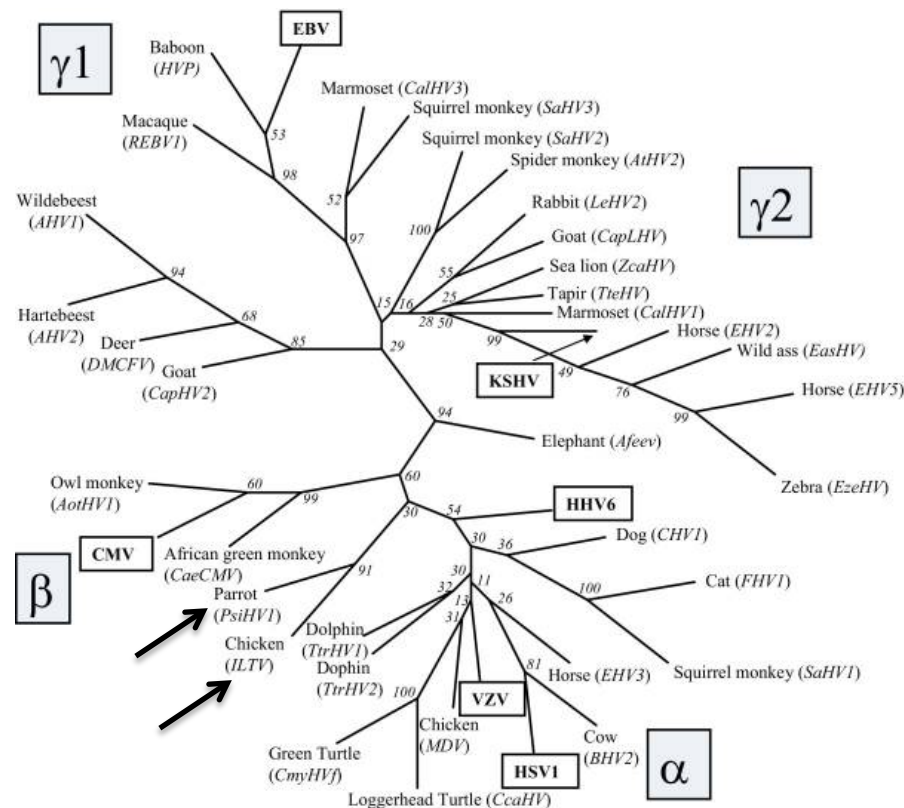 γ1
EBV
Baboon
(HVP)
Marmoset (CalHV3)
Squirrel monkey (SaHV3)
Macaque
(REBV1)
53
Squirrel monkey (SaHV2)
Spider monkey (AtHV2)
98
52
γ2
Wildebeest
(AHV1)
Rabbit (LeHV2)
100
97
Goat (CapLHV)
94
55
Sea lion (ZcaHV)
Hartebeest
(AHV2)
68
15
16
25
Tapir (TteHV)
28
50
Marmoset (CalHV1)
Deer
(DMCFV)
85
29
99
Horse (EHV2)
Goat
(CapHV2)
KSHV
49
Wild ass (EasHV)
76
Horse (EHV5)
99
94
Elephant (Afeev)
Zebra (EzeHV)
Owl monkey
(AotHV1)
60
99
60
30
54
HHV6
CMV
African green monkey
(CaeCMV)
30
36
Dog (CHV1)
β
Parrot
(PsiHV1)
91
30
11
100
Cat (FHV1)
32
13
26
31
Chicken
(ILTV)
Dolphin
(TtrHV1)
Dophin
(TtrHV2)
Horse (EHV3)
Squirrel monkey (SaHV1)
81
100
VZV
Chicken
(MDV)
Cow
(BHV2)
Green Turtle
(CmyHVf)
HSV1
α
Loggerhead Turtle (CcaHV)